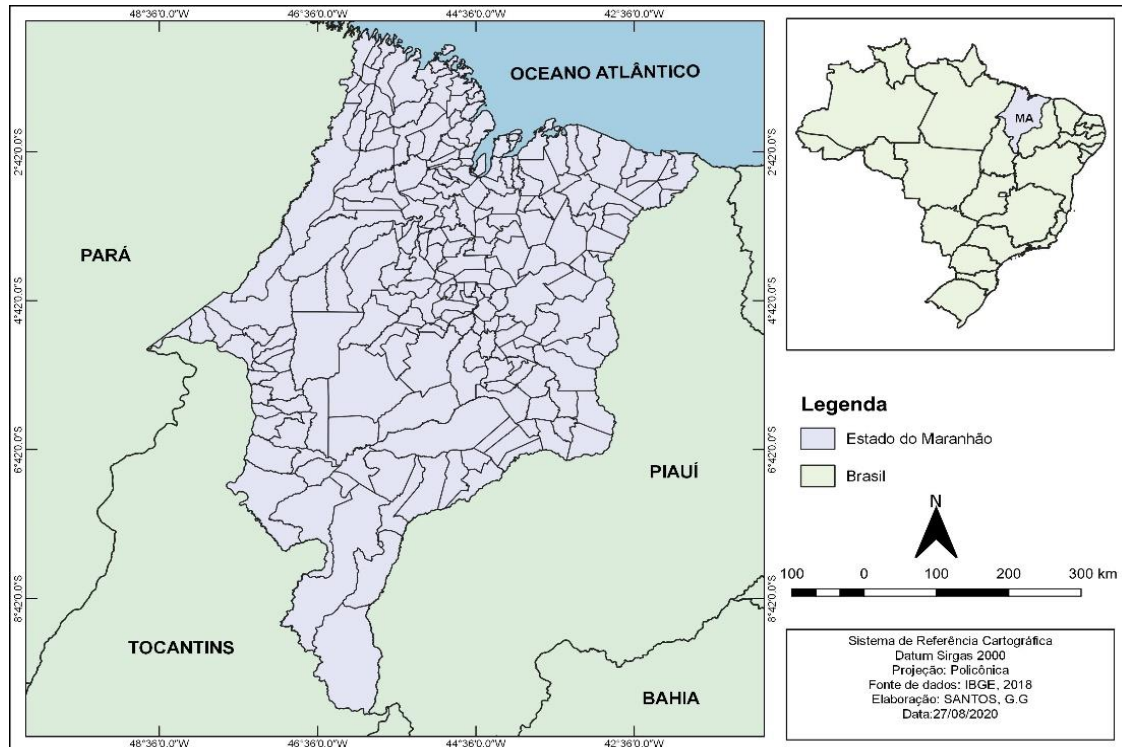 48°36'0.0"W 46°36'0.0"W 44°36'0.0"W 42°36'0.0"W
OCEANO ATLÂNTICO
MA
2°42'0.0"S 2°42'0.0"S
PARÁ
4°42'0.0"S 4°42'0.0"S
Legenda
Estado do Maranhão
6°42'0.0"S 6°42'0.0"S
PIAUÍ
Brasil
N
100 0 100 200 300 km
8°42'0.0"S 8°42'0.0"S
TOCANTINS
BAHIA
Sistema de Referência Cartográfica
Datum Sirgas 2000
Projeção: Policônica
Fonte de dados: IBGE, 2018
Elaboração: SANTOS, G.G
Data:27/08/2020
48°36'0.0"W 46°36'0.0"W 44°36'0.0"W 42°36'0.0"W